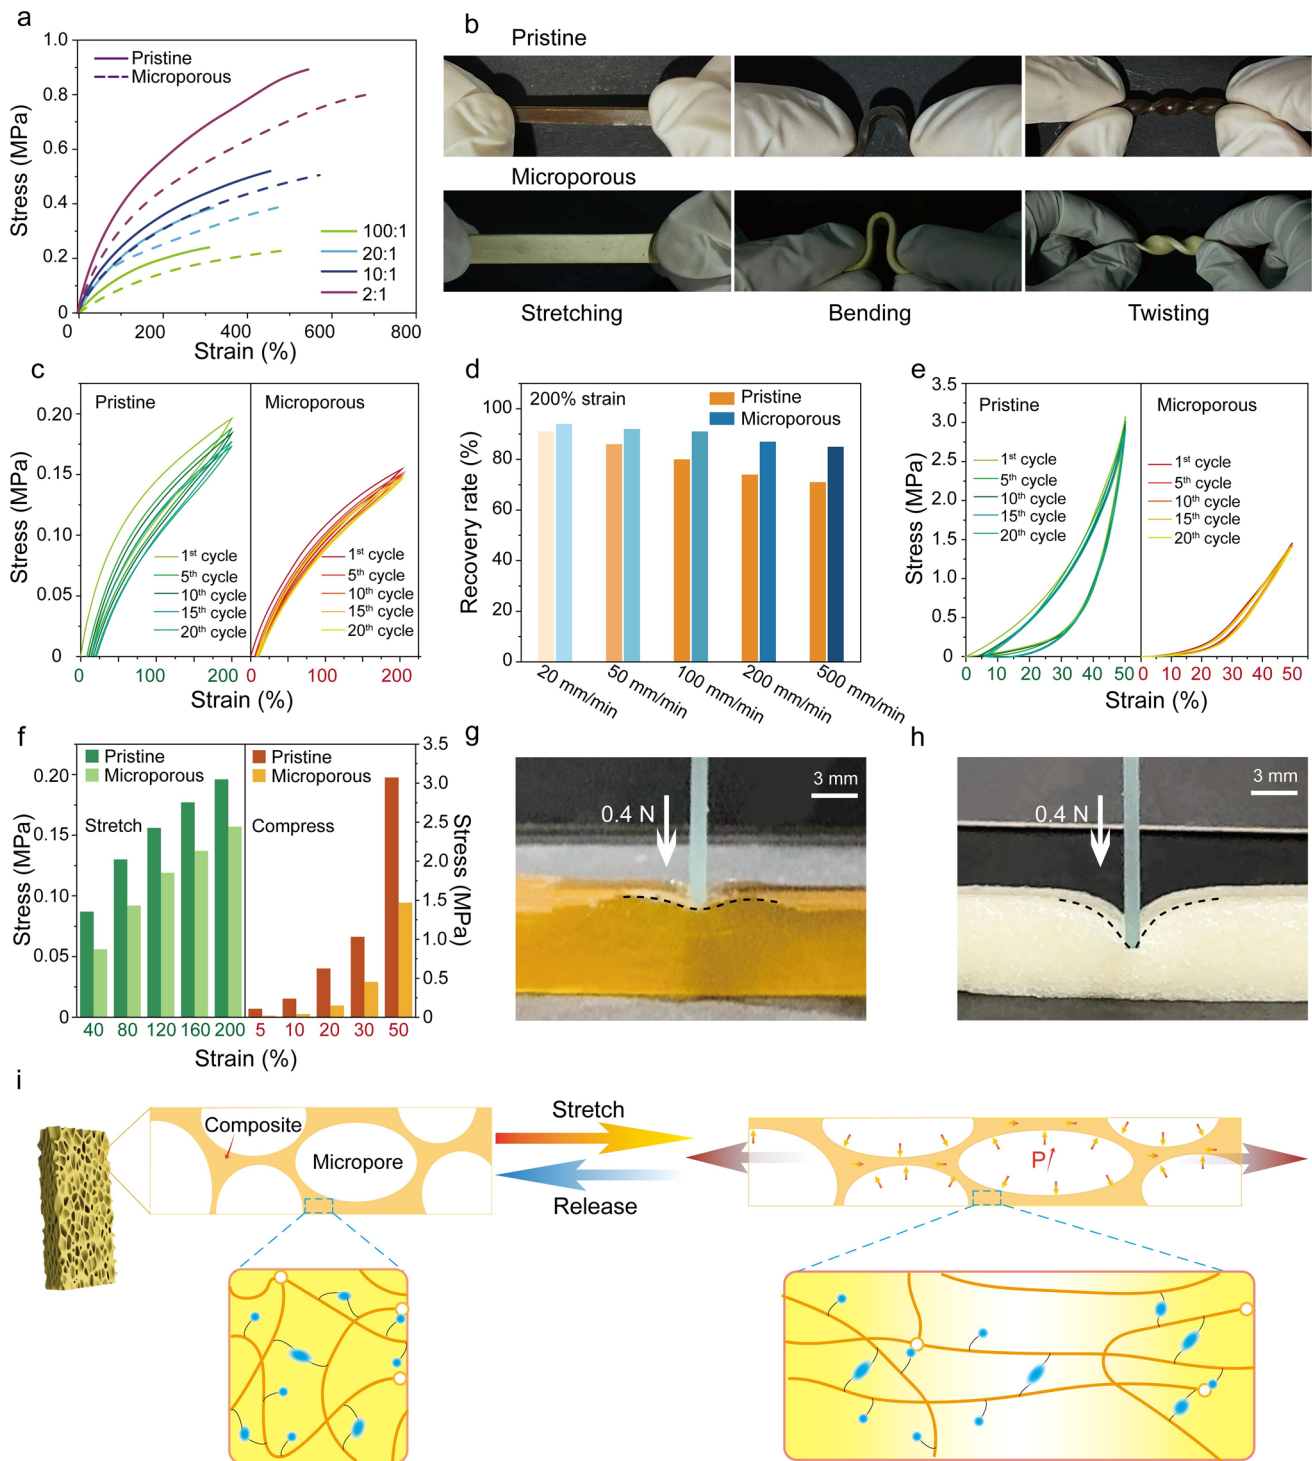 a
1.0
0.8
0.6
0.4
0.2
0
Stress (MPa)
Pristine
Microporous
100:1
20:1
10:1
2:1
0 200 400 600 800
Strain (%)
b
Pristine
Microporous
Stretching Bending Twisting
c
Pristine Microporous
0.20
0.15
0.10
0.05
0
Stress (MPa)
1st cycle
5th cycle
10th cycle
15th cycle
20th cycle
1st cycle
5th cycle
10th cycle
15th cycle
20th cycle
0 100 200 0 100 200
Strain (%)
d
200% strain
Pristine
Microporous
100
80
60
40
20
0
Recovery rate (%)
20 mm/min
50 mm/min
100 mm/min
200 mm/min
500 mm/min
e
Pristine Microporous
3.5
3.0
2.5
2.0
1.5
1.0
0.5
0
Stress (MPa)
1st cycle
5th cycle
10th cycle
15th cycle
20th cycle
1st cycle
5th cycle
10th cycle
15th cycle
20th cycle
0 10 20 30 40 50 0 10 20 30 40 50
Strain (%)
f
Pristine
Microporous
Stretch
Pristine
Microporous
Compress
0.20
0.15
0.10
0.05
0
Stress (MPa)
3.5
3.0
2.5
2.0
1.5
1.0
0.5
0
Stress (MPa)
40 80 120 160 200 5 10 20 30 50
Strain (%)
g
3 mm
0.4 N
h
3 mm
0.4 N
i
Composite
Micropore
Stretch
Release
P